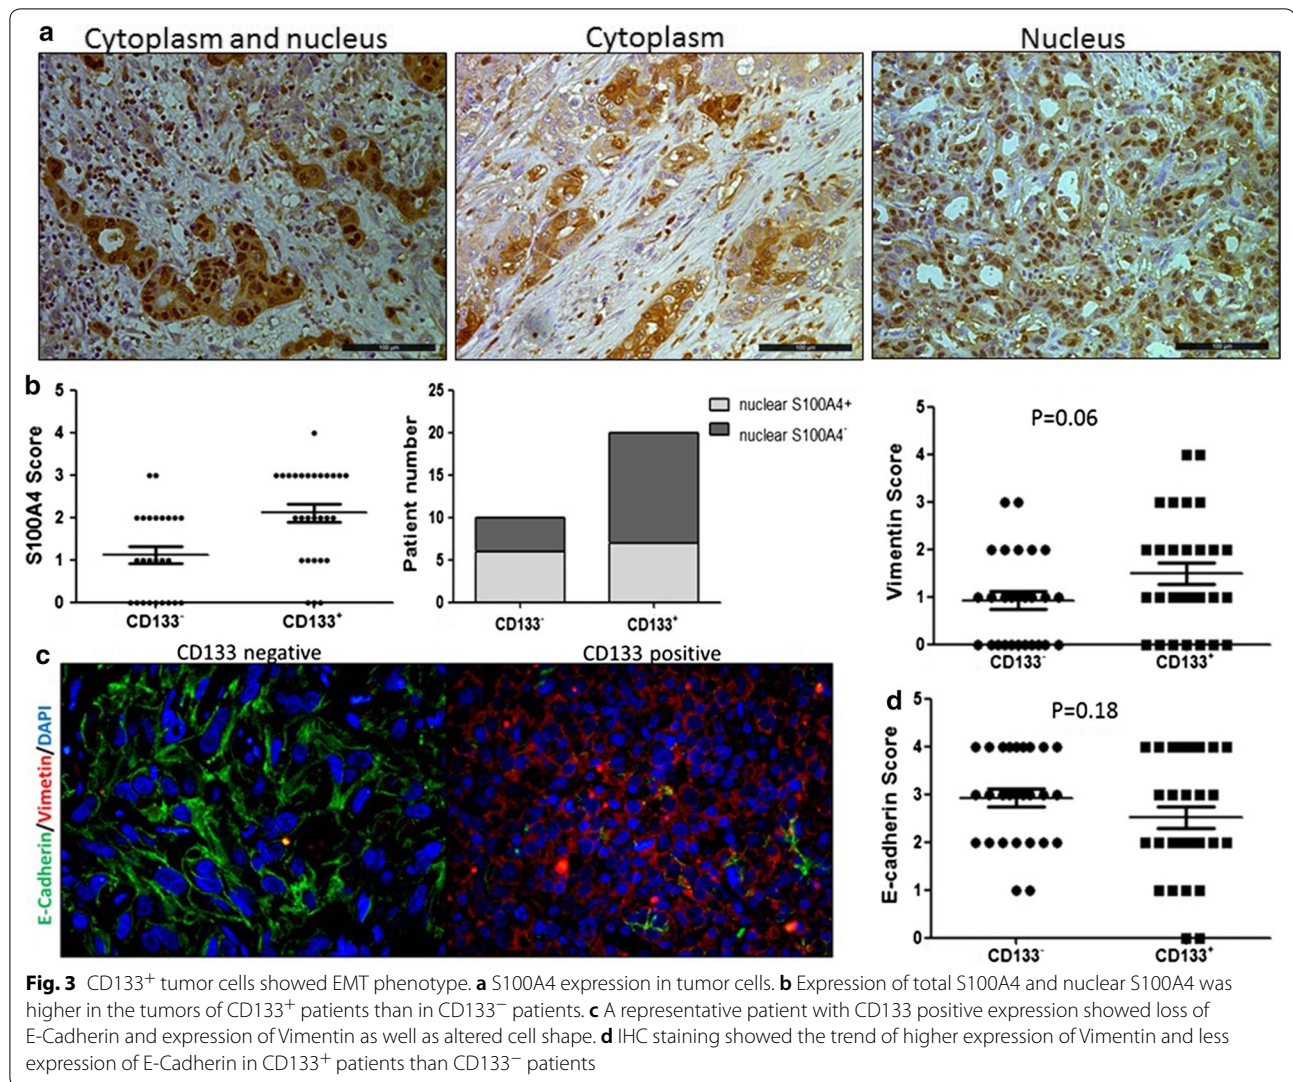 a
Cytoplasm and nucleus
Cytoplasm
Nucleus
100 µm
100 µm
100 µm
b
S100A4 Score
5
4
3
2
1
0
CD133-
CD133+
Patient number
25
20
15
10
5
0
CD133-
CD133+
nuclear S100A4+
nuclear S100A4-
Vimentin Score
P=0.06
5
4
3
2
1
0
CD133-
CD133+
c
CD133 negative
CD133 positive
E-Cadherin/Vimetin/DAPI
d
E-cadherin Score
P=0.18
5
4
3
2
1
0
CD133-
CD133+
Fig. 3 CD133+ tumor cells showed EMT phenotype. a S100A4 expression in tumor cells. b Expression of total S100A4 and nuclear S100A4 was
higher in the tumors of CD133+ patients than in CD133− patients. c A representative patient with CD133 positive expression showed loss of
E-Cadherin and expression of Vimentin as well as altered cell shape. d IHC staining showed the trend of higher expression of Vimentin and less
expression of E-Cadherin in CD133+ patients than CD133− patients